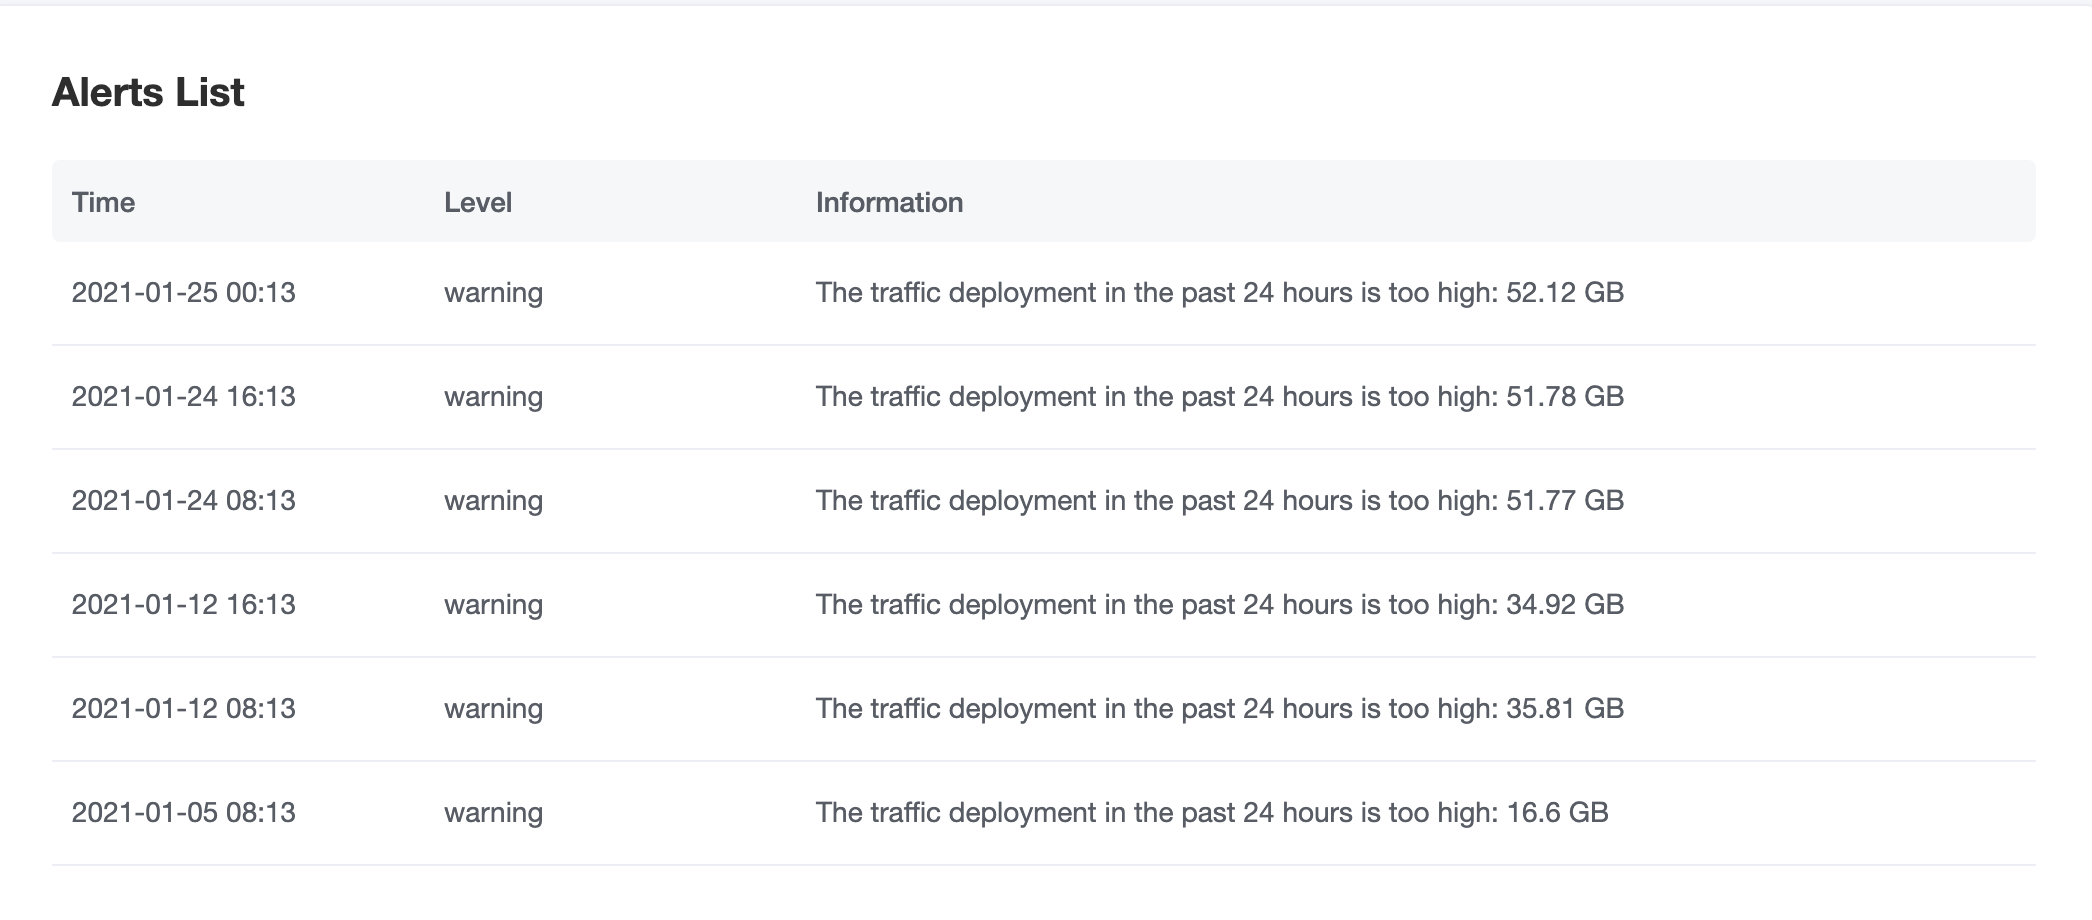 Alerts List
Time Level Information
2021-01-25 00:13 warning The traffic deployment in the past 24 hours is too high: 52.12 GB
2021-01-24 16:13 warning The traffic deployment in the past 24 hours is too high: 51.78 GB
2021-01-24 08:13 warning The traffic deployment in the past 24 hours is too high: 51.77 GB
2021-01-12 16:13 warning The traffic deployment in the past 24 hours is too high: 34.92 GB
2021-01-12 08:13 warning The traffic deployment in the past 24 hours is too high: 35.81 GB
2021-01-05 08:13 warning The traffic deployment in the past 24 hours is too high: 16.6 GB